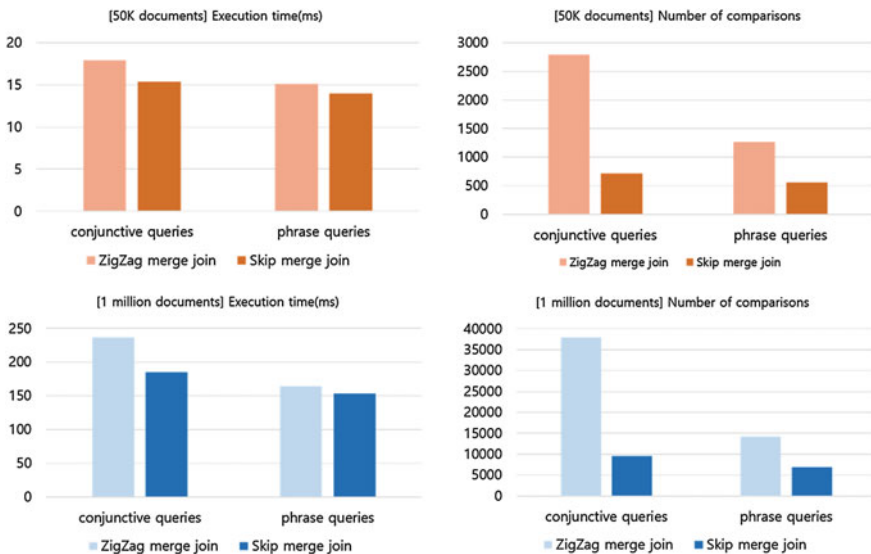 [50K documents] Execution time(ms)
20
15
10
5
0
conjunctive queries phrase queries
ZigZag merge join Skip merge join
[50K documents] Number of comparisons
3000
2500
2000
1500
1000
500
0
conjunctive queries phrase queries
ZigZag merge join Skip merge join
[1 million documents] Execution time(ms)
250
200
150
100
50
0
conjunctive queries phrase queries
ZigZag merge join Skip merge join
[1 million documents] Number of comparisons
40000
35000
30000
25000
20000
15000
10000
5000
0
conjunctive queries phrase queries
ZigZag merge join Skip merge join